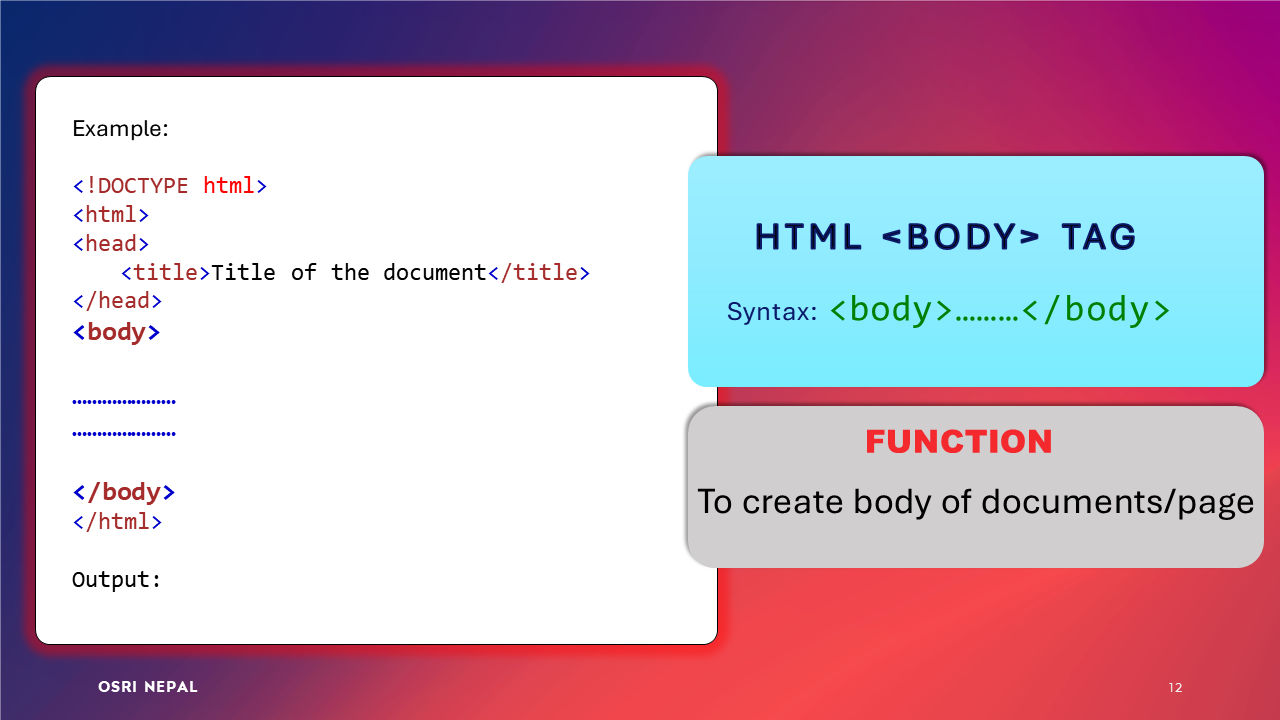 Example:
<!DOCTYPE html>
<html>
<head>
<title>Title of the document</title>
</head>
<body>
........................
........................
</body>
</html>
Output:
HTML <BODY> TAG
Syntax: <body>………</body>
FUNCTION
To create body of documents/page
OSRI NEPAL
12